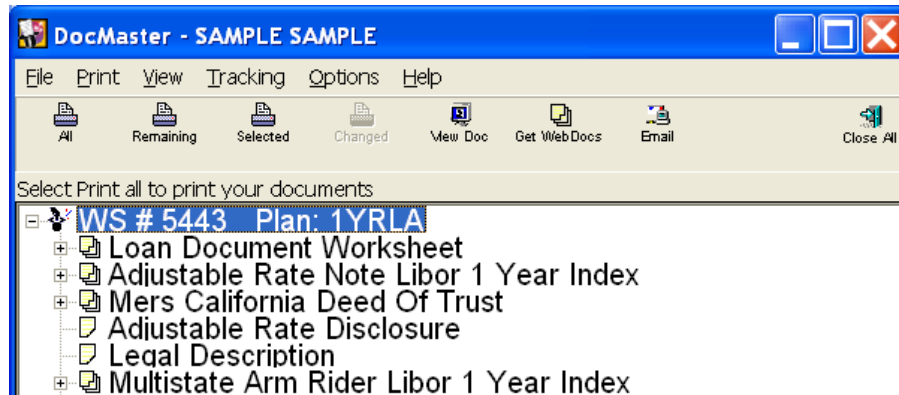 DocMaster - SAMPLE SAMPLE
File Print View Tracking Options Help
All Remaining Selected Changed View Doc Get WebDocs Email Close All
Select Print all to print your documents
WS # 5443 Plan: 1YRLA
Loan Document Worksheet
Adjustable Rate Note Libor 1 Year Index
Mers California Deed Of Trust
Adjustable Rate Disclosure
Legal Description
Multistate Arm Rider Libor 1 Year Index